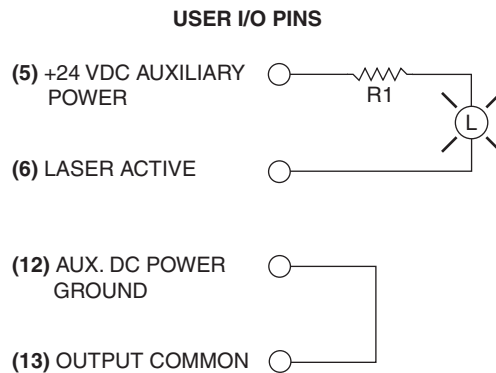 USER I/O PINS
(5) +24 VDC AUXILIARY
POWER
R1
L
(6) LASER ACTIVE
(12) AUX. DC POWER
GROUND
(13) OUTPUT COMMON